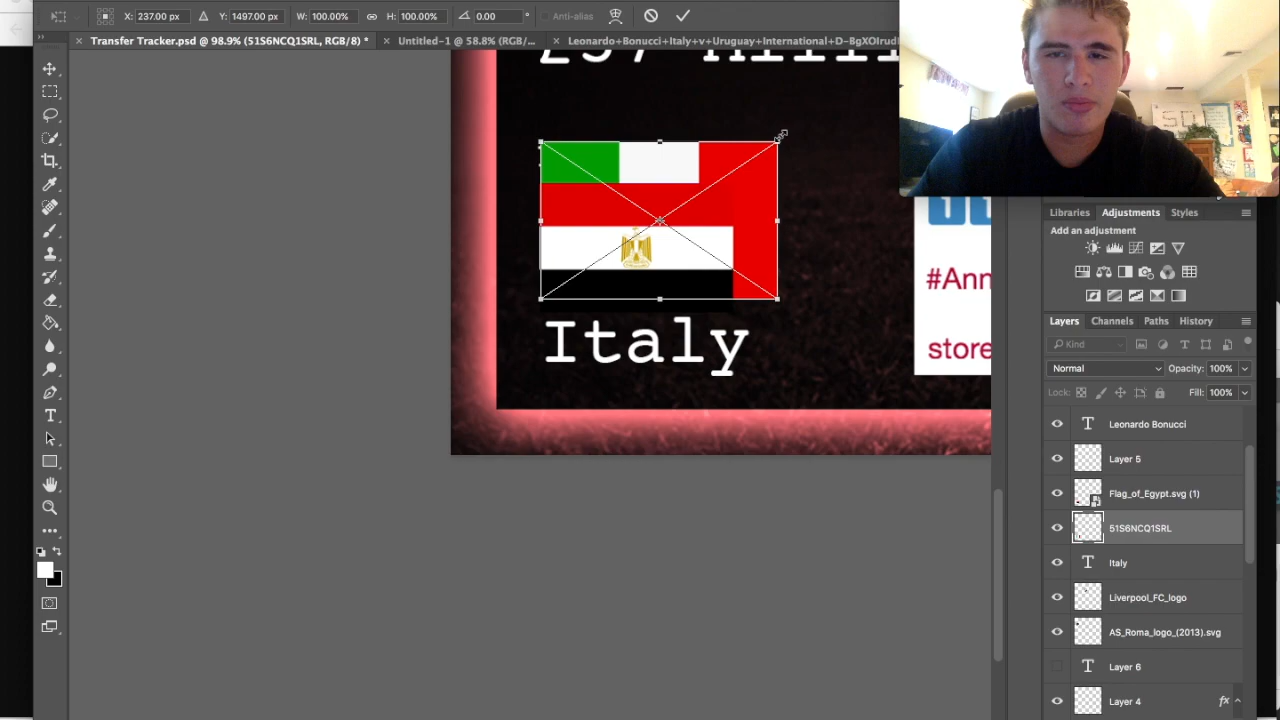 X: 237.00 px Y: 1497.00 px W: 100.00% H: 100.00% 0.00 ° Anti-alias
Transfer Tracker.psd @ 98.9% (51S6NCQ1SRL, RGB/8) * Untitled-1 @ 58.8% (RGB/... Leonardo+Bonucci+Italy+v+Uruguay+International+D-BgXOIrudl
Italy
#Ann
store
Libraries Adjustments Styles
Add an adjustment
Layers Channels Paths History
Kind
Normal Opacity: 100%
Lock: Fill: 100%
T Leonardo Bonucci
Layer 5
Flag_of_Egypt.svg (1)
51S6NCQ1SRL
T Italy
Liverpool_FC_logo
AS_Roma_logo_(2013).svg
T Layer 6
Layer 4 fx